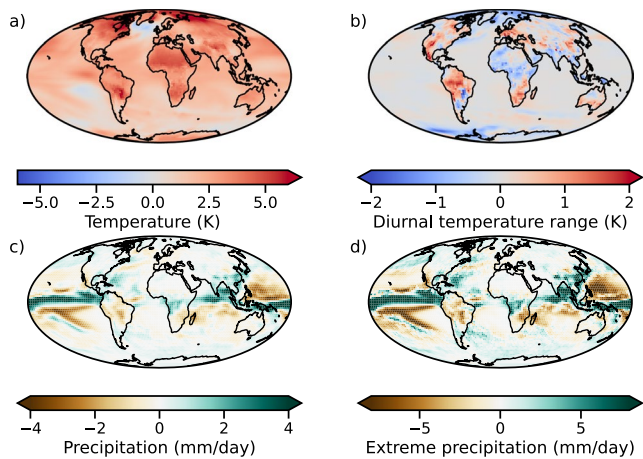 a)
b)
−5.0 −2.5 0.0 2.5 5.0
Temperature (K)
−2 −1 0 1 2
Diurnal temperature range (K)
c)
d)
−4 −2 0 2 4
Precipitation (mm/day)
−5 0 5
Extreme precipitation (mm/day)